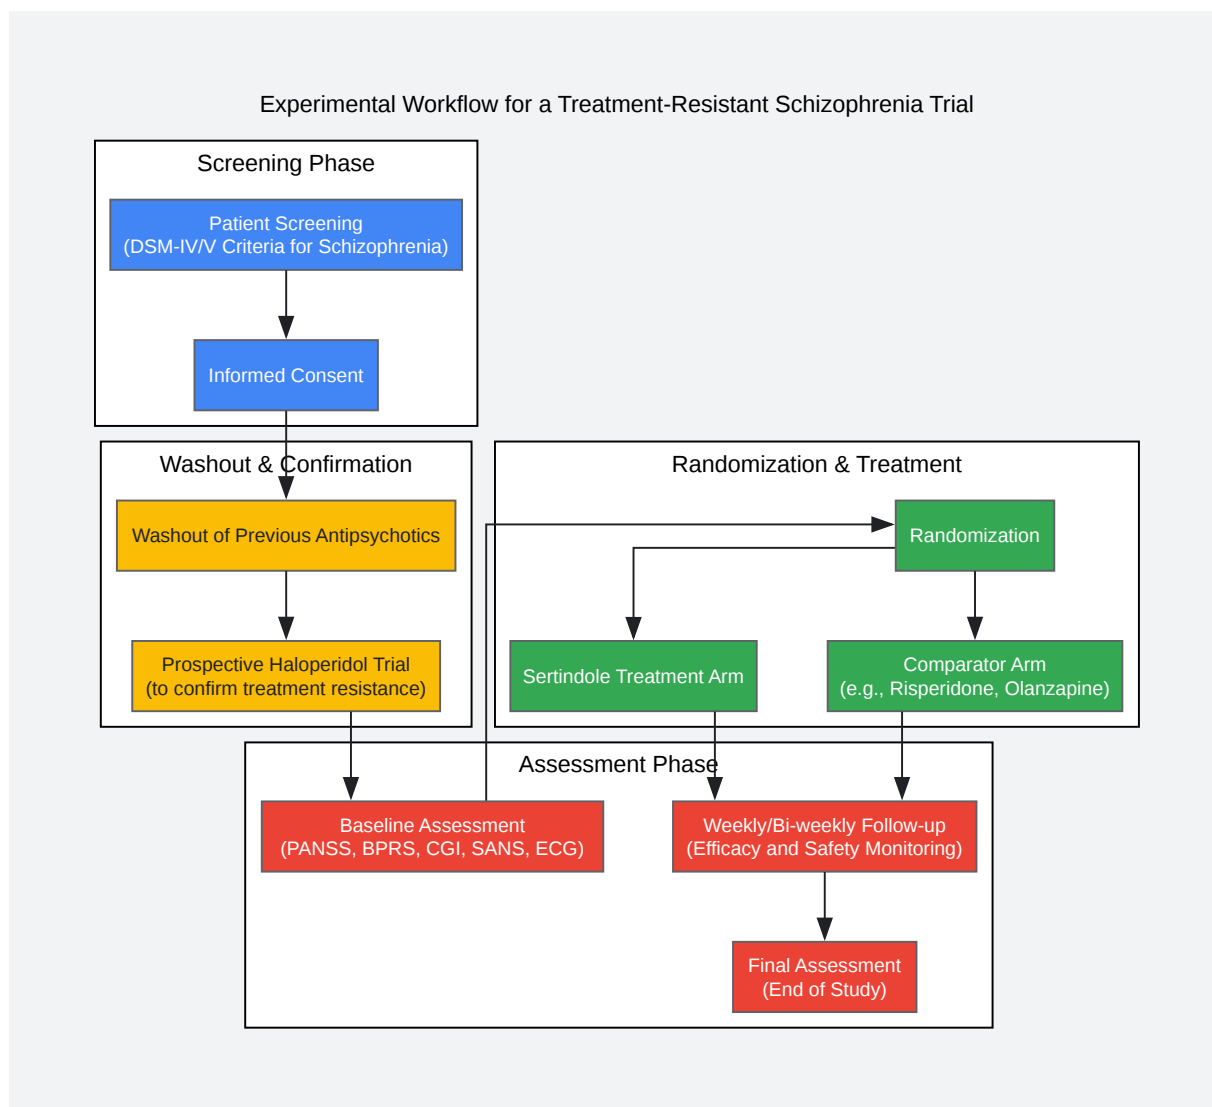 Experimental Workflow for a Treatment-Resistant Schizophrenia Trial
Screening Phase
Patient Screening
(DSM-IV/V Criteria for Schizophrenia)
Informed Consent
Washout & Confirmation
Washout of Previous Antipsychotics
Prospective Haloperidol Trial
(to confirm treatment resistance)
Randomization & Treatment
Randomization
Sertindole Treatment Arm
Comparator Arm
(e.g., Risperidone, Olanzapine)
Assessment Phase
Baseline Assessment
(PANSS, BPRS, CGI, SANS, ECG)
Weekly/Bi-weekly Follow-up
(Efficacy and Safety Monitoring)
Final Assessment
(End of Study)